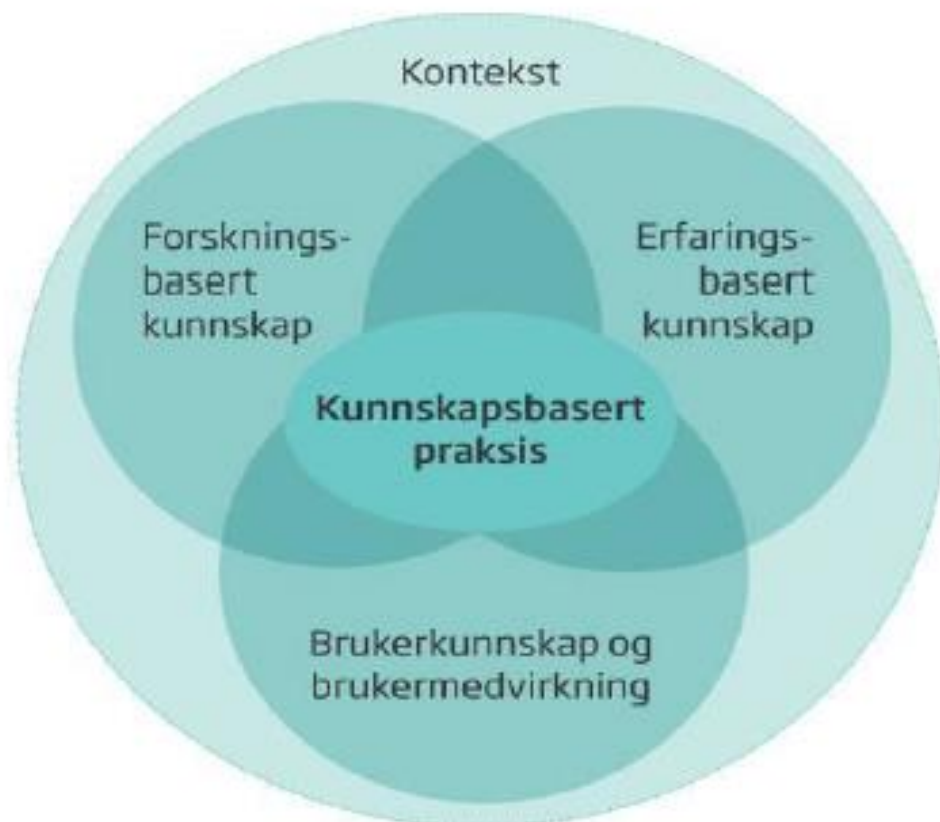 Kontekst
Forsknings-
basert
kunnskap
Erfarings-
basert
kunnskap
Kunnskapsbasert
praksis
Brukerkunnskap og
brukermedvirkning